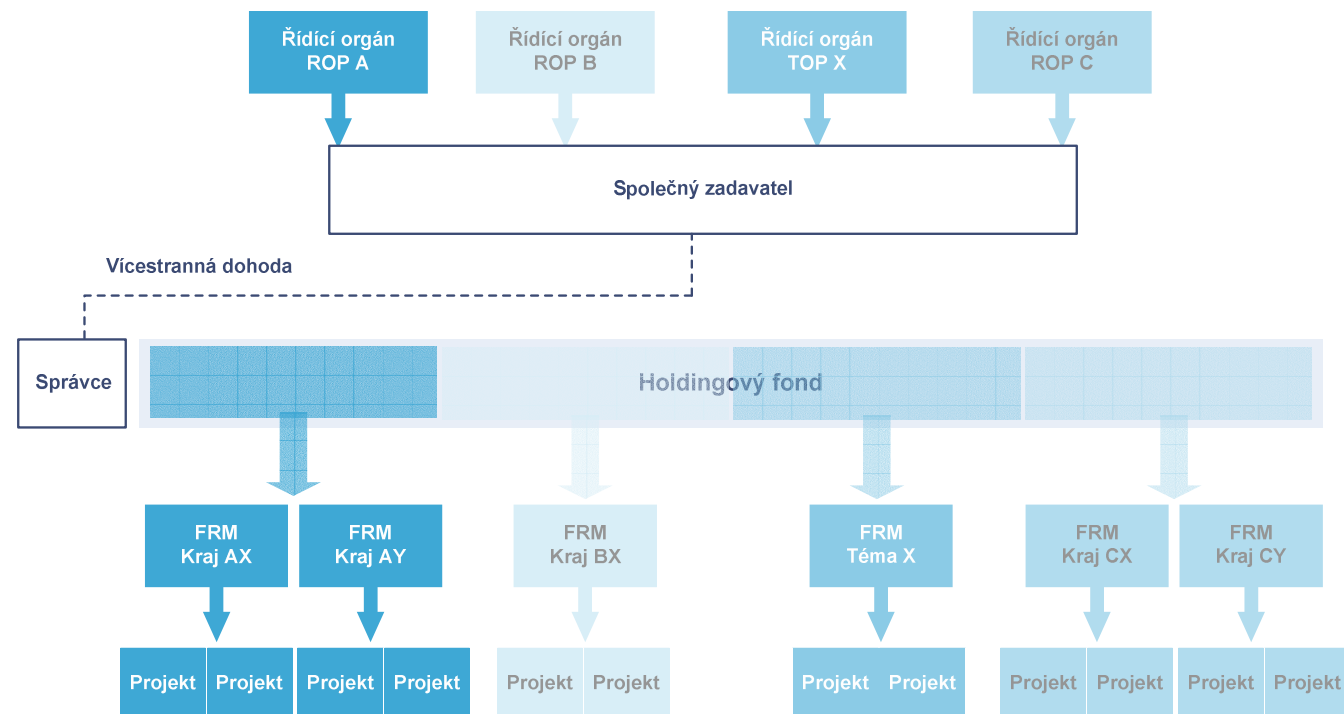 Řídící orgán
ROP A
Řídící orgán
ROP B
Řídící orgán
TOP X
Řídící orgán
ROP C
Společný zadavatel
Vícestranná dohoda
Správce
Holdingový fond
FRM
Kraj AX
FRM
Kraj AY
FRM
Kraj BX
FRM
Téma X
FRM
Kraj CX
FRM
Kraj CY
Projekt
Projekt
Projekt
Projekt
Projekt
Projekt
Projekt
Projekt
Projekt
Projekt
Projekt
Projekt